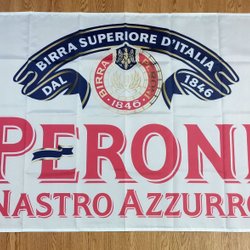 BIRRA SUPERIORE D'ITALIA
DAL 1846
BIRRA
·1846·
PERONI
NASTRO AZZURRO